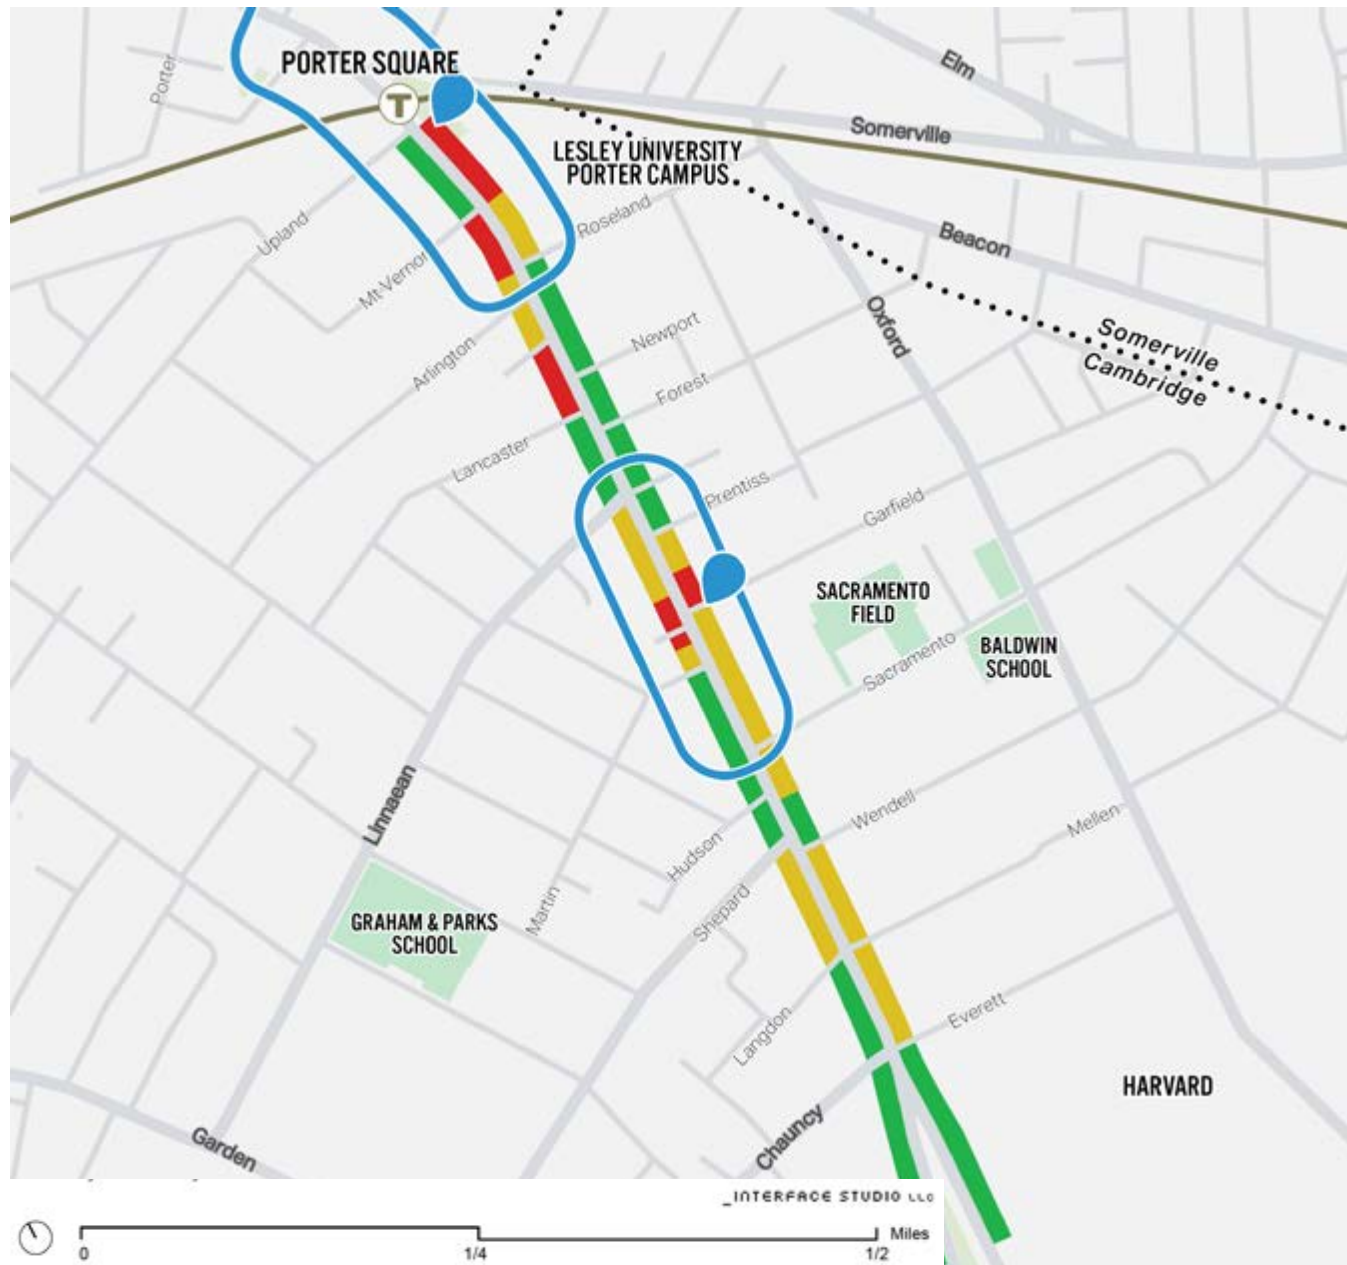 Porter
PORTER SQUARE
T
Elm
Somerville
LESLEY UNIVERSITY
PORTER CAMPUS
Upland
Roseland
Beacon
Mt Vernon
Oxford
Newport
Somerville
Cambridge
Arlington
Forest
Lancaster
Prentiss
Garfield
SACRAMENTO
FIELD
Sacramento
BALDWIN
SCHOOL
Linnaean
Wendell
Mellen
Hudson
Martin
Shepard
GRAHAM & PARKS
SCHOOL
Langdon
Everett
HARVARD
Chauncy
Garden
_INTERFACE STUDIO LLC
0
1/4
1/2
Miles